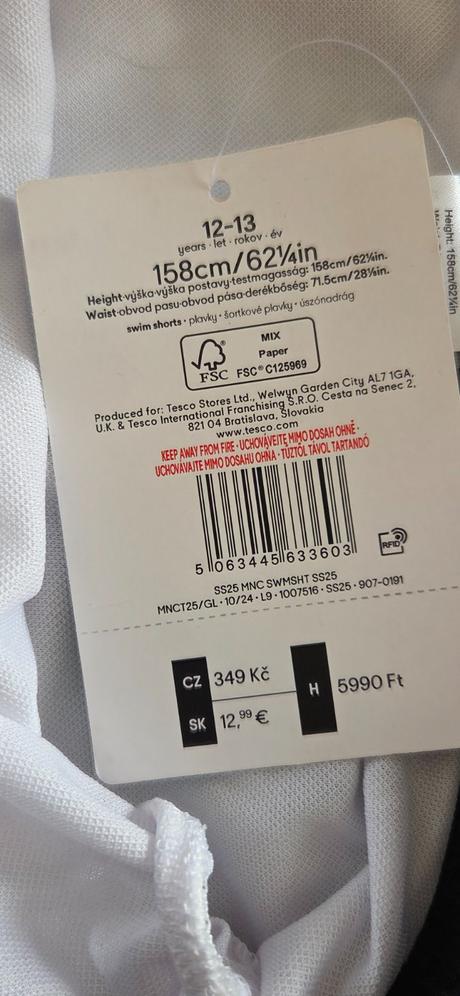 12-13
years · let · rokov · év
158cm/62¼in
Height·výška·výška postavy·testmagasság: 158cm/62¼in.
Waist·obvod pasu·obvod pása·derékbőség: 71.5cm/28⅛in.
swim shorts · plavky · šortkové plavky · úszónadrág
FSC®
MIX
Paper
FSC® C125969
Produced for: Tesco Stores Ltd., Welwyn Garden City AL7 1GA,
U.K. & Tesco International Franchising S.R.O. Cesta na Senec 2,
821 04 Bratislava, Slovakia
www.tesco.com
KEEP AWAY FROM FIRE · UCHOVÁVEJTE MIMO DOSAH OHNĚ ·
UCHOVÁVAJTE MIMO DOSAHU OHŇA · TŰZTŐL TÁVOL TARTANDÓ
5 063445 633603
RFID
SS25 MNC SWMSHT SS25
MNCT25/GL · 10/24 · L9 · 1007516 · SS25 · 907-0191
CZ 349 Kč
H 5990 Ft
SK 12,99 €
Height: 158cm/62¼in